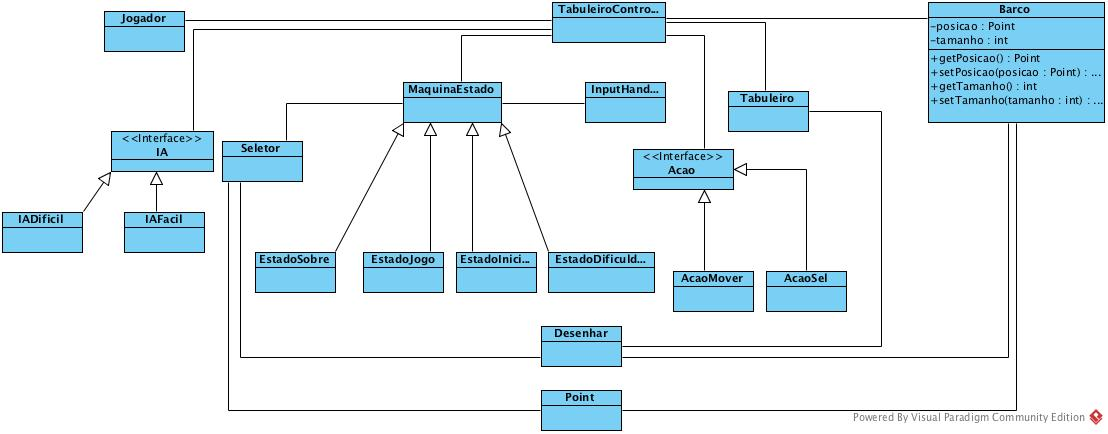 Jogador
TabuleiroContro...
Barco
-posicao : Point
-tamanho : int
+getPosicao() : Point
+setPosicao(posicao : Point) : ...
+getTamanho() : int
+setTamanho(tamanho : int) : ...
MaquinaEstado
InputHand...
Tabuleiro
<<Interface>>
IA
Seletor
<<Interface>>
Acao
IADificil
IAFacil
EstadoSobre
EstadoJogo
EstadoInici...
EstadoDificuld...
AcaoMover
AcaoSel
Desenhar
Point
Powered By Visual Paradigm Community Edition